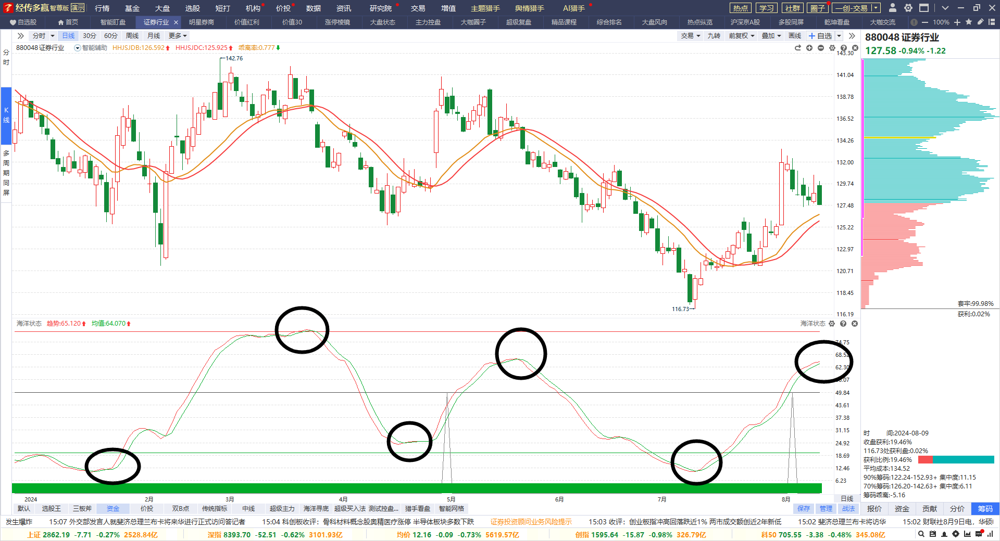 经传多赢 智尊版 演示 行情 基金 大盘 选股 短打 机构 价投 数据 资讯 研究院 交易 增值 主题猎手 舆情猎手 AI猎手 热点 学习 社群 圈子 一创-交易
自选股 首页 智能盯盘 证券行业 × 明星券商 价值红利 价值30 涨停棱镜 大盘状态 主力控盘 大咖圈子 超级复盘 精品课程 综合排名 大盘风向 热点纵览 沪深京A股 多股同屏 乾坤看盘 大咖交流 100%
分时 日线 30分 60分 周线 月线 更多 交易 九转 前复权 叠加 画线 自选
880048 证券行业 智能辅助 HHJSJDB:126.592 HHJSJDC:125.925 乖离率:0.777
880048 证券行业
127.58 -0.94% -1.22
分时
K线
多周期同屏
142.76
116.73
143.30
141.04
138.78
136.52
134.26
132.00
129.74
127.48
125.22
122.97
120.71
118.45
116.19
套牢:99.98%
获利:0.02%
海洋状态 趋势:65.120 均值:64.070 海洋状态
74.75
68.52
62.30
49.84
43.61
37.38
31.15
24.92
18.69
12.46
6.23
时 间:2024-08-09
收盘获利:19.46%
116.73处获利盘:0.02%
获利比例:19.46%
平均成本:134.52
90%筹码:122.24-152.93+ 集中度:11.15
70%筹码:126.20-142.63+ 集中度:6.11
筹码乖离:-5.16
2024 2月 3月 4月 5月 6月 7月 8月 日线
默认 选股王 三板斧 资金 价投 双B点 传统指标 中线 超级主力 海洋寻底 超级买入法 测试控盘... 猎手看盘 智能网格 保存 管理 战法 报价 资金 贡献 分价 筹码
发生爆炸 15:07 外交部发言人就斐济总理兰布卡将来华进行正式访问答记者 15:04 科创板收评：骨科材料概念股奥精医疗涨停 半导体板块多数下跌 证券投资顾问业务风险提示 15:03 收评：创业板指冲高回落跌近1% 两市成交额创近2年新低 15:02 斐济总理兰布卡将访华 15:02 财联社8月9日电，华硕
上证 2862.19 -7.71 -0.27% 2528.84亿 深指 8393.70 -52.51 -0.62% 3101.93亿 均价 12.16 -0.09 -0.73% 5619.57亿 创指 1595.64 -15.87 -0.98% 326.79亿 科50 705.55 -3.38 -0.48% 345.08亿